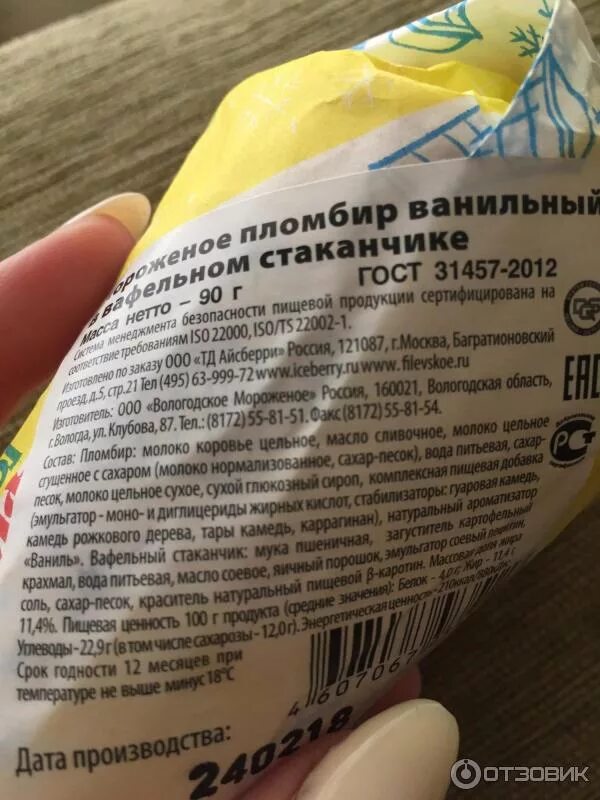 мороженое пломбир ванильный
в вафельном стаканчике
Масса нетто – 90 г ГОСТ 31457-2012
Система менеджмента безопасности пищевой продукции сертифицирована на
соответствие требованиям ISO 22000, ISO/TS 22002-1.
Изготовлено по заказу ООО «ТД Айсберри» Россия, 121087, г.Москва, Багратионовский
проезд, д.5, стр.21 Тел (495) 63-999-72 www.iceberry.ru www.filevskoe.ru
Изготовитель: ООО «Вологодское Мороженое» Россия, 160021, Вологодская область,
г. Вологда, ул. Клубова, 87. Тел.: (8172) 55-81-51. Факс (8172) 55-81-54.
Состав: Пломбир: молоко коровье цельное, масло сливочное, молоко цельное
сгущенное с сахаром (молоко нормализованное, сахар-песок), вода питьевая, сахар-
песок, молоко цельное сухое, сухой глюкозный сироп, комплексная пищевая добавка
(эмульгатор - моно- и диглицериды жирных кислот, стабилизаторы: гуаровая камедь,
камедь рожкового дерева, тары камедь, каррагинан), натуральный ароматизатор
«Ваниль». Вафельный стаканчик: мука пшеничная, загуститель картофельный
крахмал, вода питьевая, масло соевое, яичный порошок, эмульгатор соевый лецитин,
соль, сахар-песок, краситель натуральный пищевой β-каротин. Массовая доля жира
11,4%. Пищевая ценность 100 г продукта (средние значения): Белок - 4,0 г; Жир - 11,4 г;
Углеводы - 22,9 г (в том числе сахарозы - 12,0 г). Энергетическая ценность -
Срок годности 12 месяцев при
температуре не выше минус 18°С
4 607067
Дата производства:
240218
ЕАС
РСТ
ОТЗОВИК